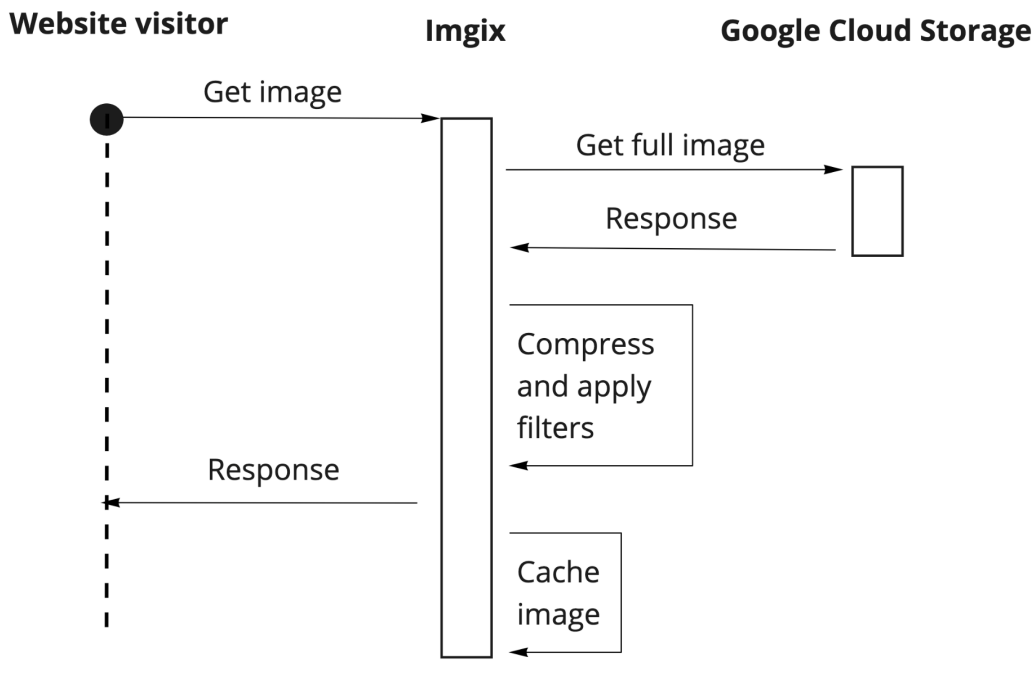 Website visitor
Imgix
Google Cloud Storage
Get image
Get full image
Response
Compress
and apply
filters
Response
Cache
image